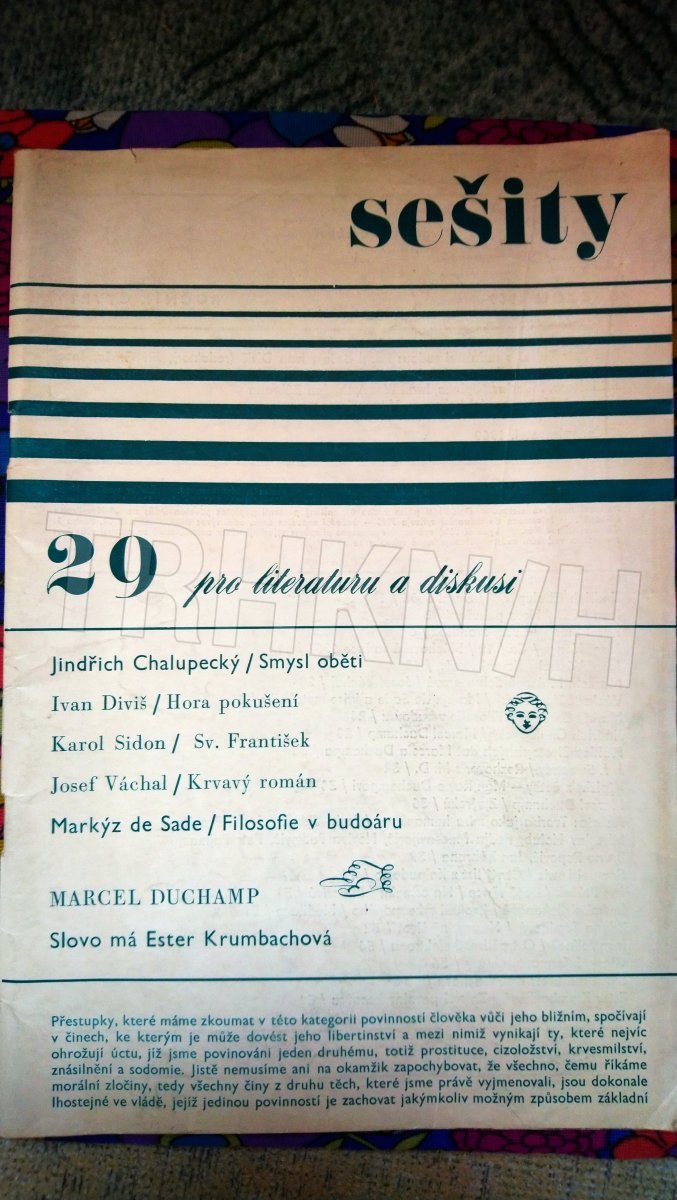 sešity
29 pro literaturu a diskusi
TRHKN/H
Jindřich Chalupecký / Smysl oběti
Ivan Diviš / Hora pokušení
Karol Sidon / Sv. František
Josef Váchal / Krvavý román
Markýz de Sade / Filosofie v budoáru
MARCEL DUCHAMP
Slovo má Ester Krumbachová
Přestupky, které máme zkoumat v této kategorii povinností člověka vůči jeho bližním, spočívají
v činech, ke kterým je může dovést jeho libertinství a mezi nimiž vynikají ty, které nejvíc
ohrožují úctu, jíž jsme povinováni jeden druhému, totiž prostituce, cizoložství, krvesmilství,
znásilnění a sodomie. Jistě nemusíme ani na okamžik zapochybovat, že všechno, čemu říkáme
morální zločiny, tedy všechny činy z druhu těch, které jsme právě vyjmenovali, jsou dokonale
lhostejné ve vládě, jejíž jedinou povinností je zachovat jakýmkoliv možným způsobem základní